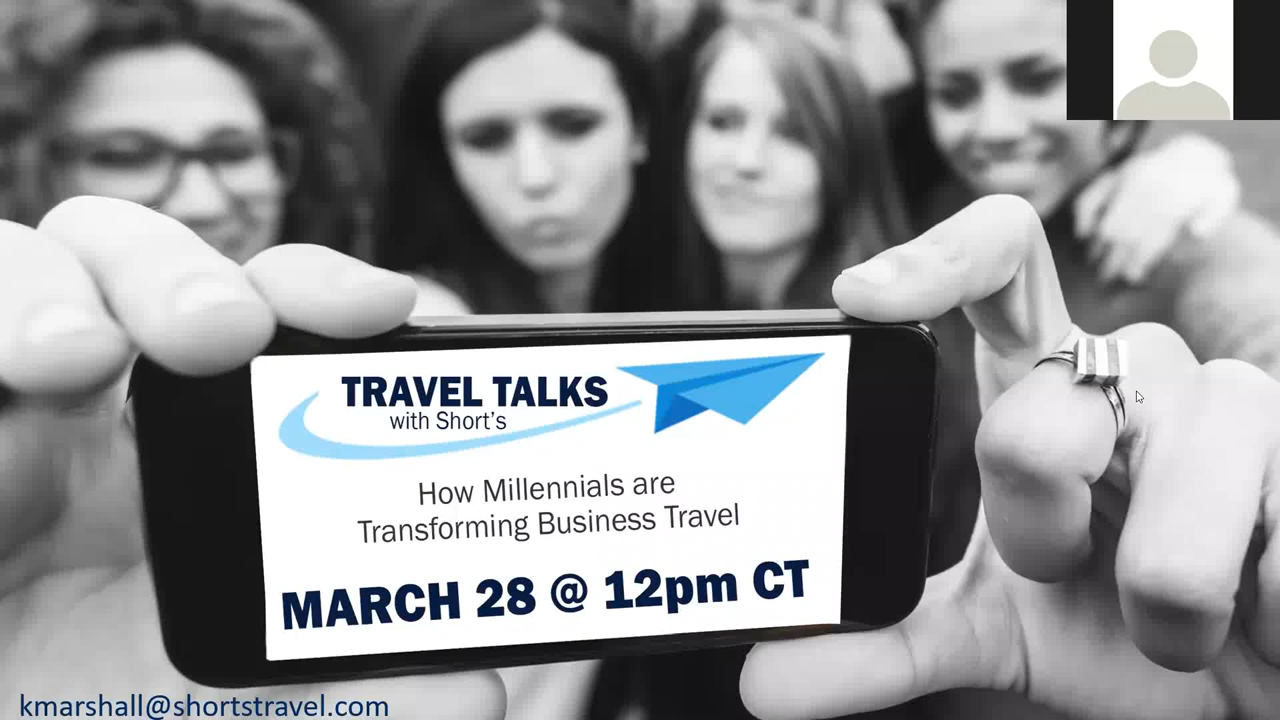 TRAVEL TALKS
with Short's
How Millennials are
Transforming Business Travel
MARCH 28 @ 12pm CT
kmarshall@shortstravel.com